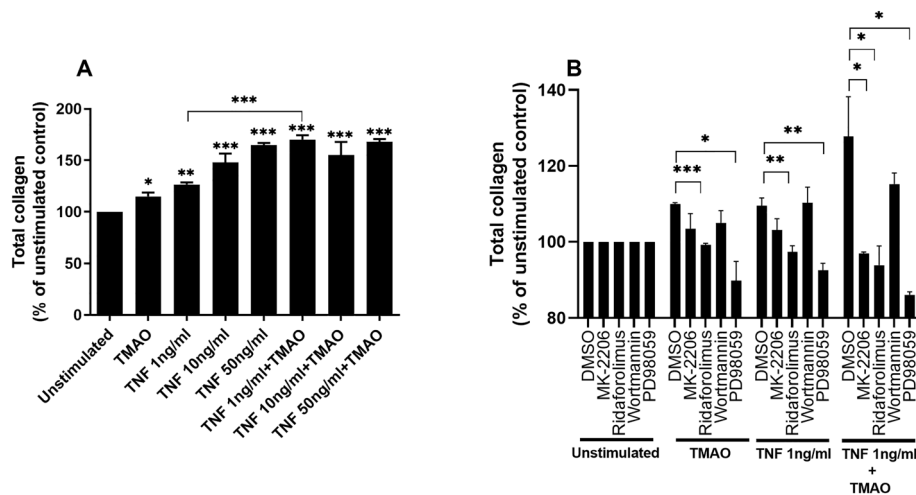 A
Total collagen
(% of unstimulated control)
200
150
100
50
0
***
*
**
***
***
***
***
***
Unstimulated
TMAO
TNF 1ng/ml
TNF 10ng/ml
TNF 50ng/ml
TNF 1ng/ml+TMAO
TNF 10ng/ml+TMAO
TNF 50ng/ml+TMAO
B
Total collagen
(% of unstimulated control)
140
120
100
80
*
***
**
**
*
*
*
DMSO
MK-2206
Ridaforolimus
Wortmannin
PD98059
DMSO
MK-2206
Ridaforolimus
Wortmannin
PD98059
DMSO
MK-2206
Ridaforolimus
Wortmannin
PD98059
DMSO
MK-2206
Ridaforolimus
Wortmannin
PD98059
Unstimulated
TMAO
TNF 1ng/ml
TNF 1ng/ml
+
TMAO